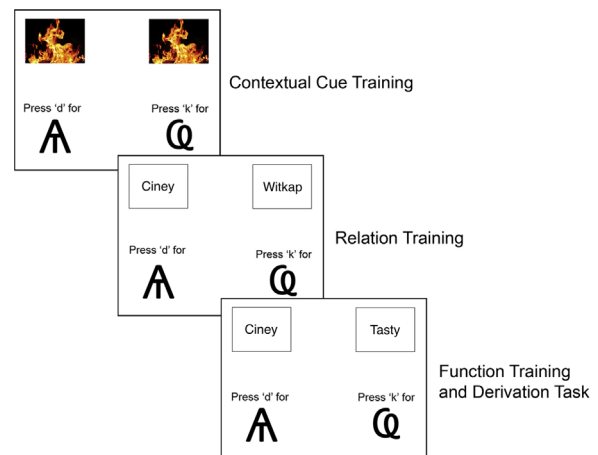 Contextual Cue Training
Press 'd' for
Press 'k' for
Ciney
Witkap
Relation Training
Press 'd' for
Press 'k' for
Ciney
Tasty
Function Training
and Derivation Task
Press 'd' for
Press 'k' for